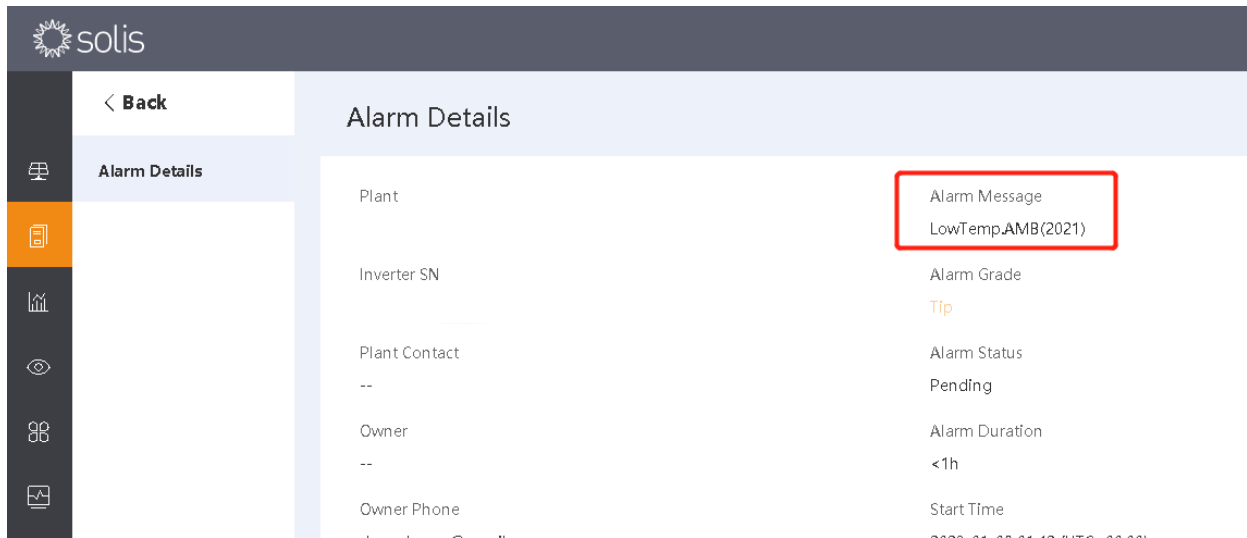 solis
< Back
Alarm Details
Alarm Details
Plant
Alarm Message
LowTemp.AMB(2021)
Inverter SN
Alarm Grade
Tip
Plant Contact
Alarm Status
--
Pending
Owner
Alarm Duration
--
<1h
Owner Phone
Start Time